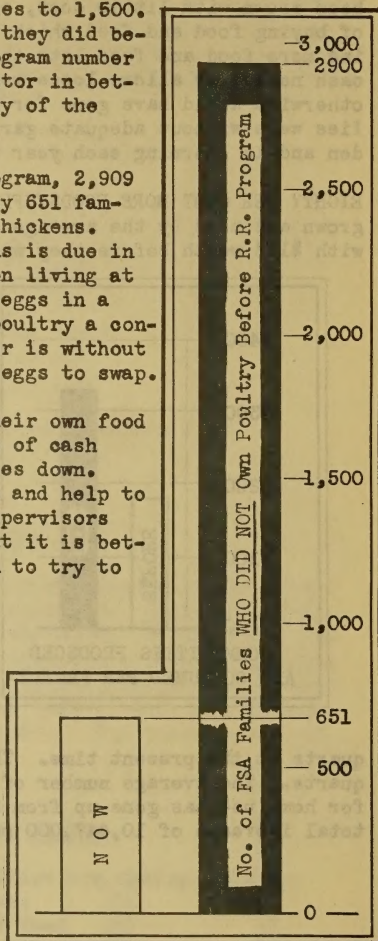 es to 1,500.
they did be-
ogram number
tor in bet-
y of the
gram, 2,909
y 651 fam-
hickens.
s is due in
n living at
eggs in a
oultry a con-
r is without
eggs to swap.
eir own food
of cash
es down.
and help to
pervisors
t it is bet-
to try to
3,000
2900
2,500
2,000
1,500
1,000
651
500
0
No. of FSA Families WHO DID NOT Own Poultry Before R.R. Program
NOW